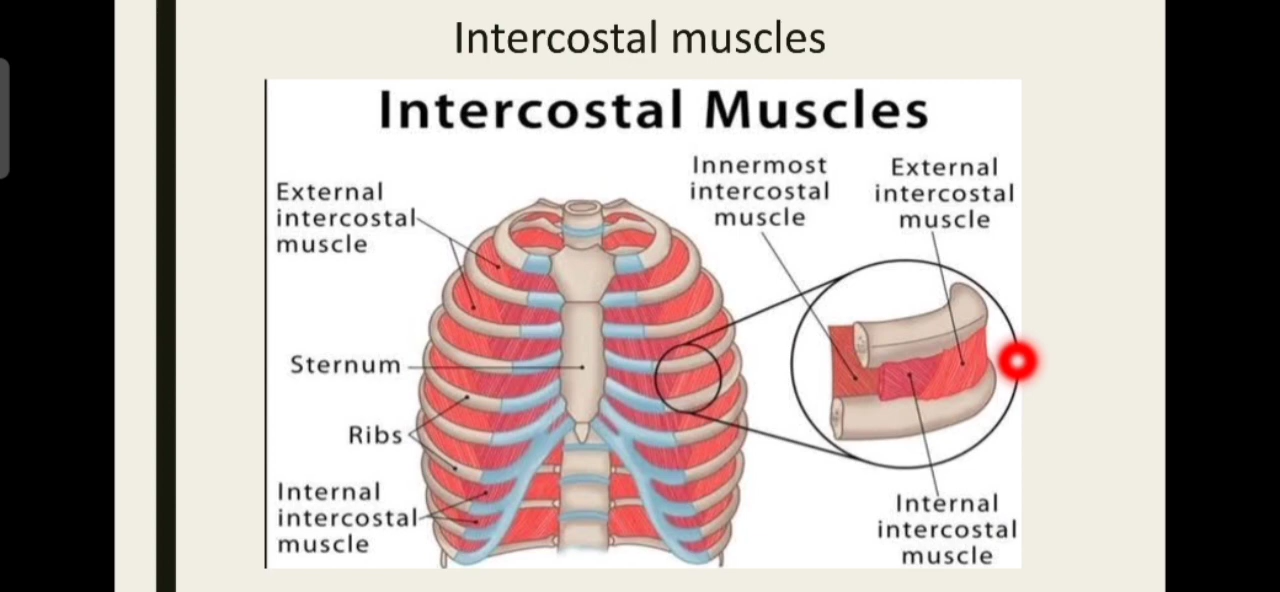 Intercostal muscles
Intercostal Muscles
External
intercostal
muscle
Sternum
Ribs
Internal
intercostal
muscle
Innermost
intercostal
muscle
External
intercostal
muscle
Internal
intercostal
muscle